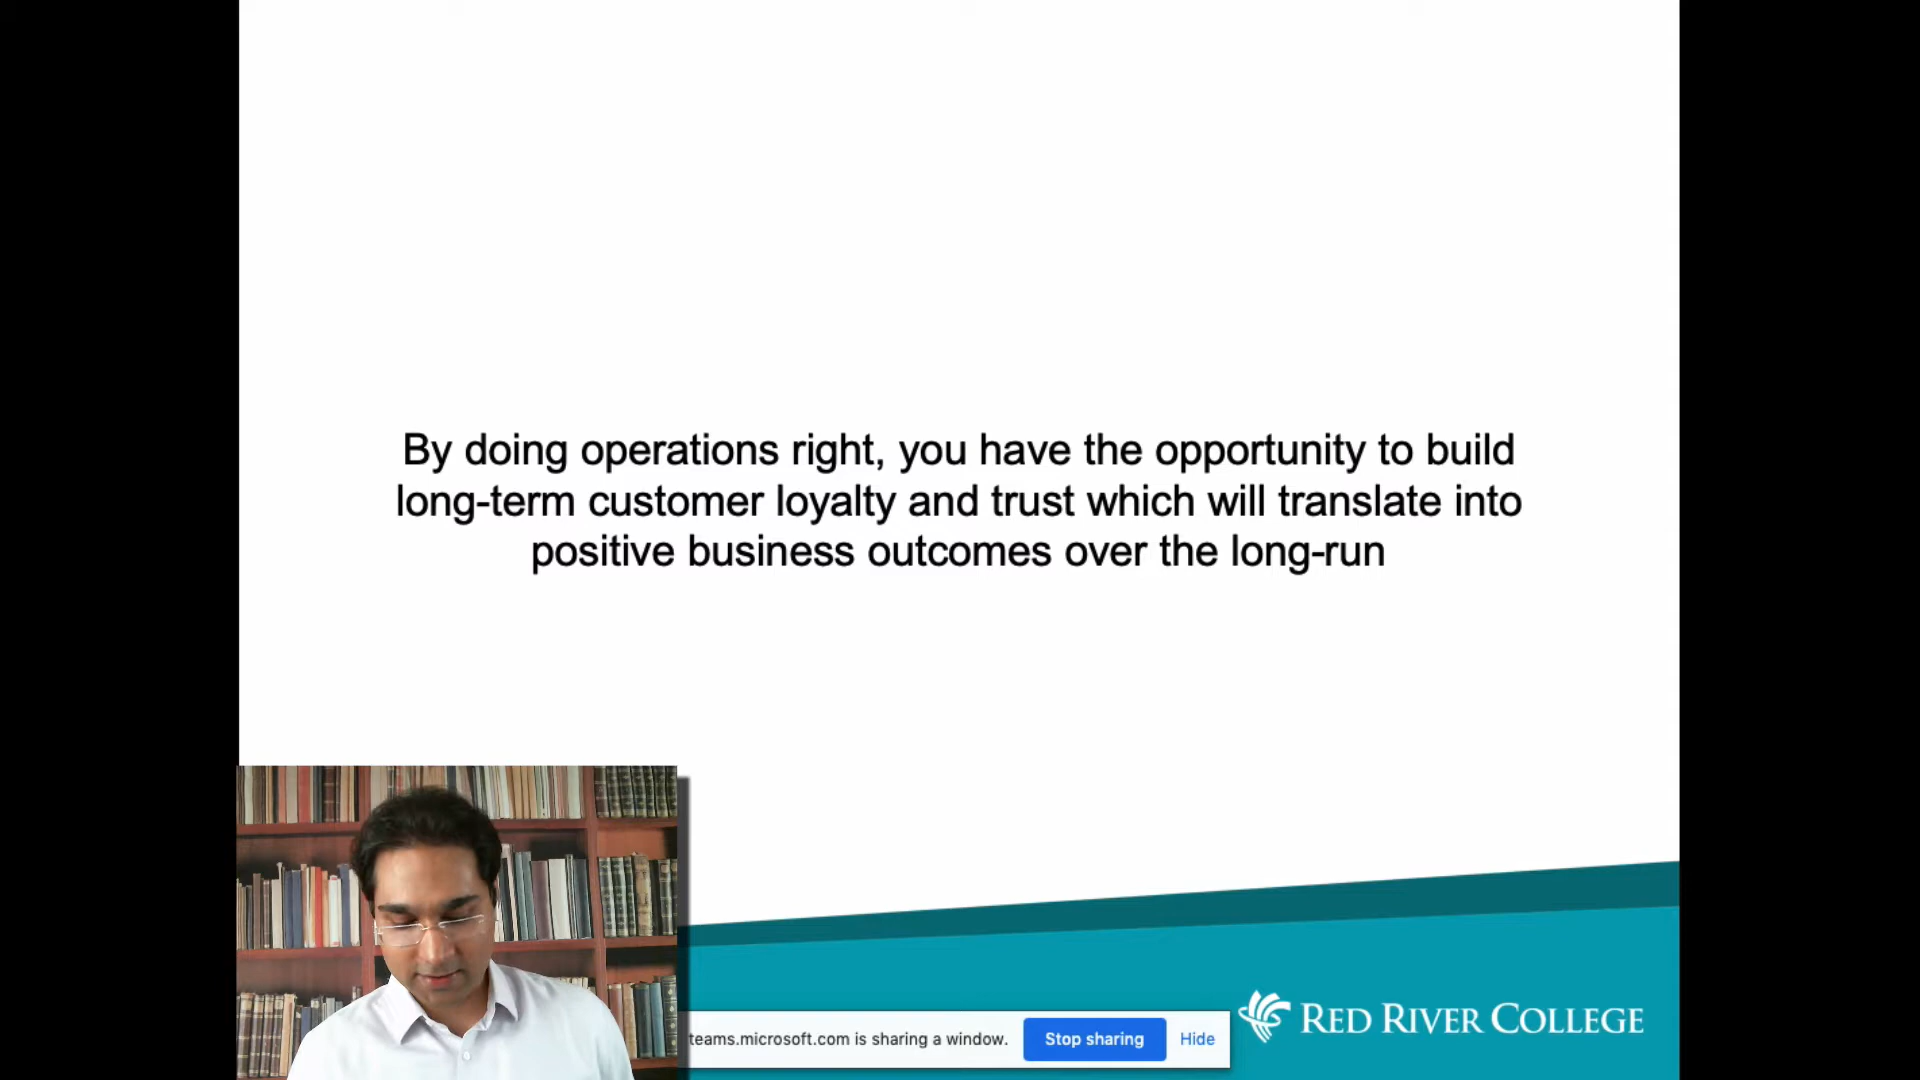 By doing operations right, you have the opportunity to build
long-term customer loyalty and trust which will translate into
positive business outcomes over the long-run
teams.microsoft.com is sharing a window. Stop sharing Hide
RED RIVER COLLEGE